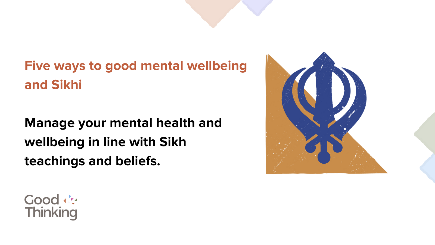 Five ways to good mental wellbeing
and Sikhi
Manage your mental health and
wellbeing in line with Sikh
teachings and beliefs.
Good
Thinking